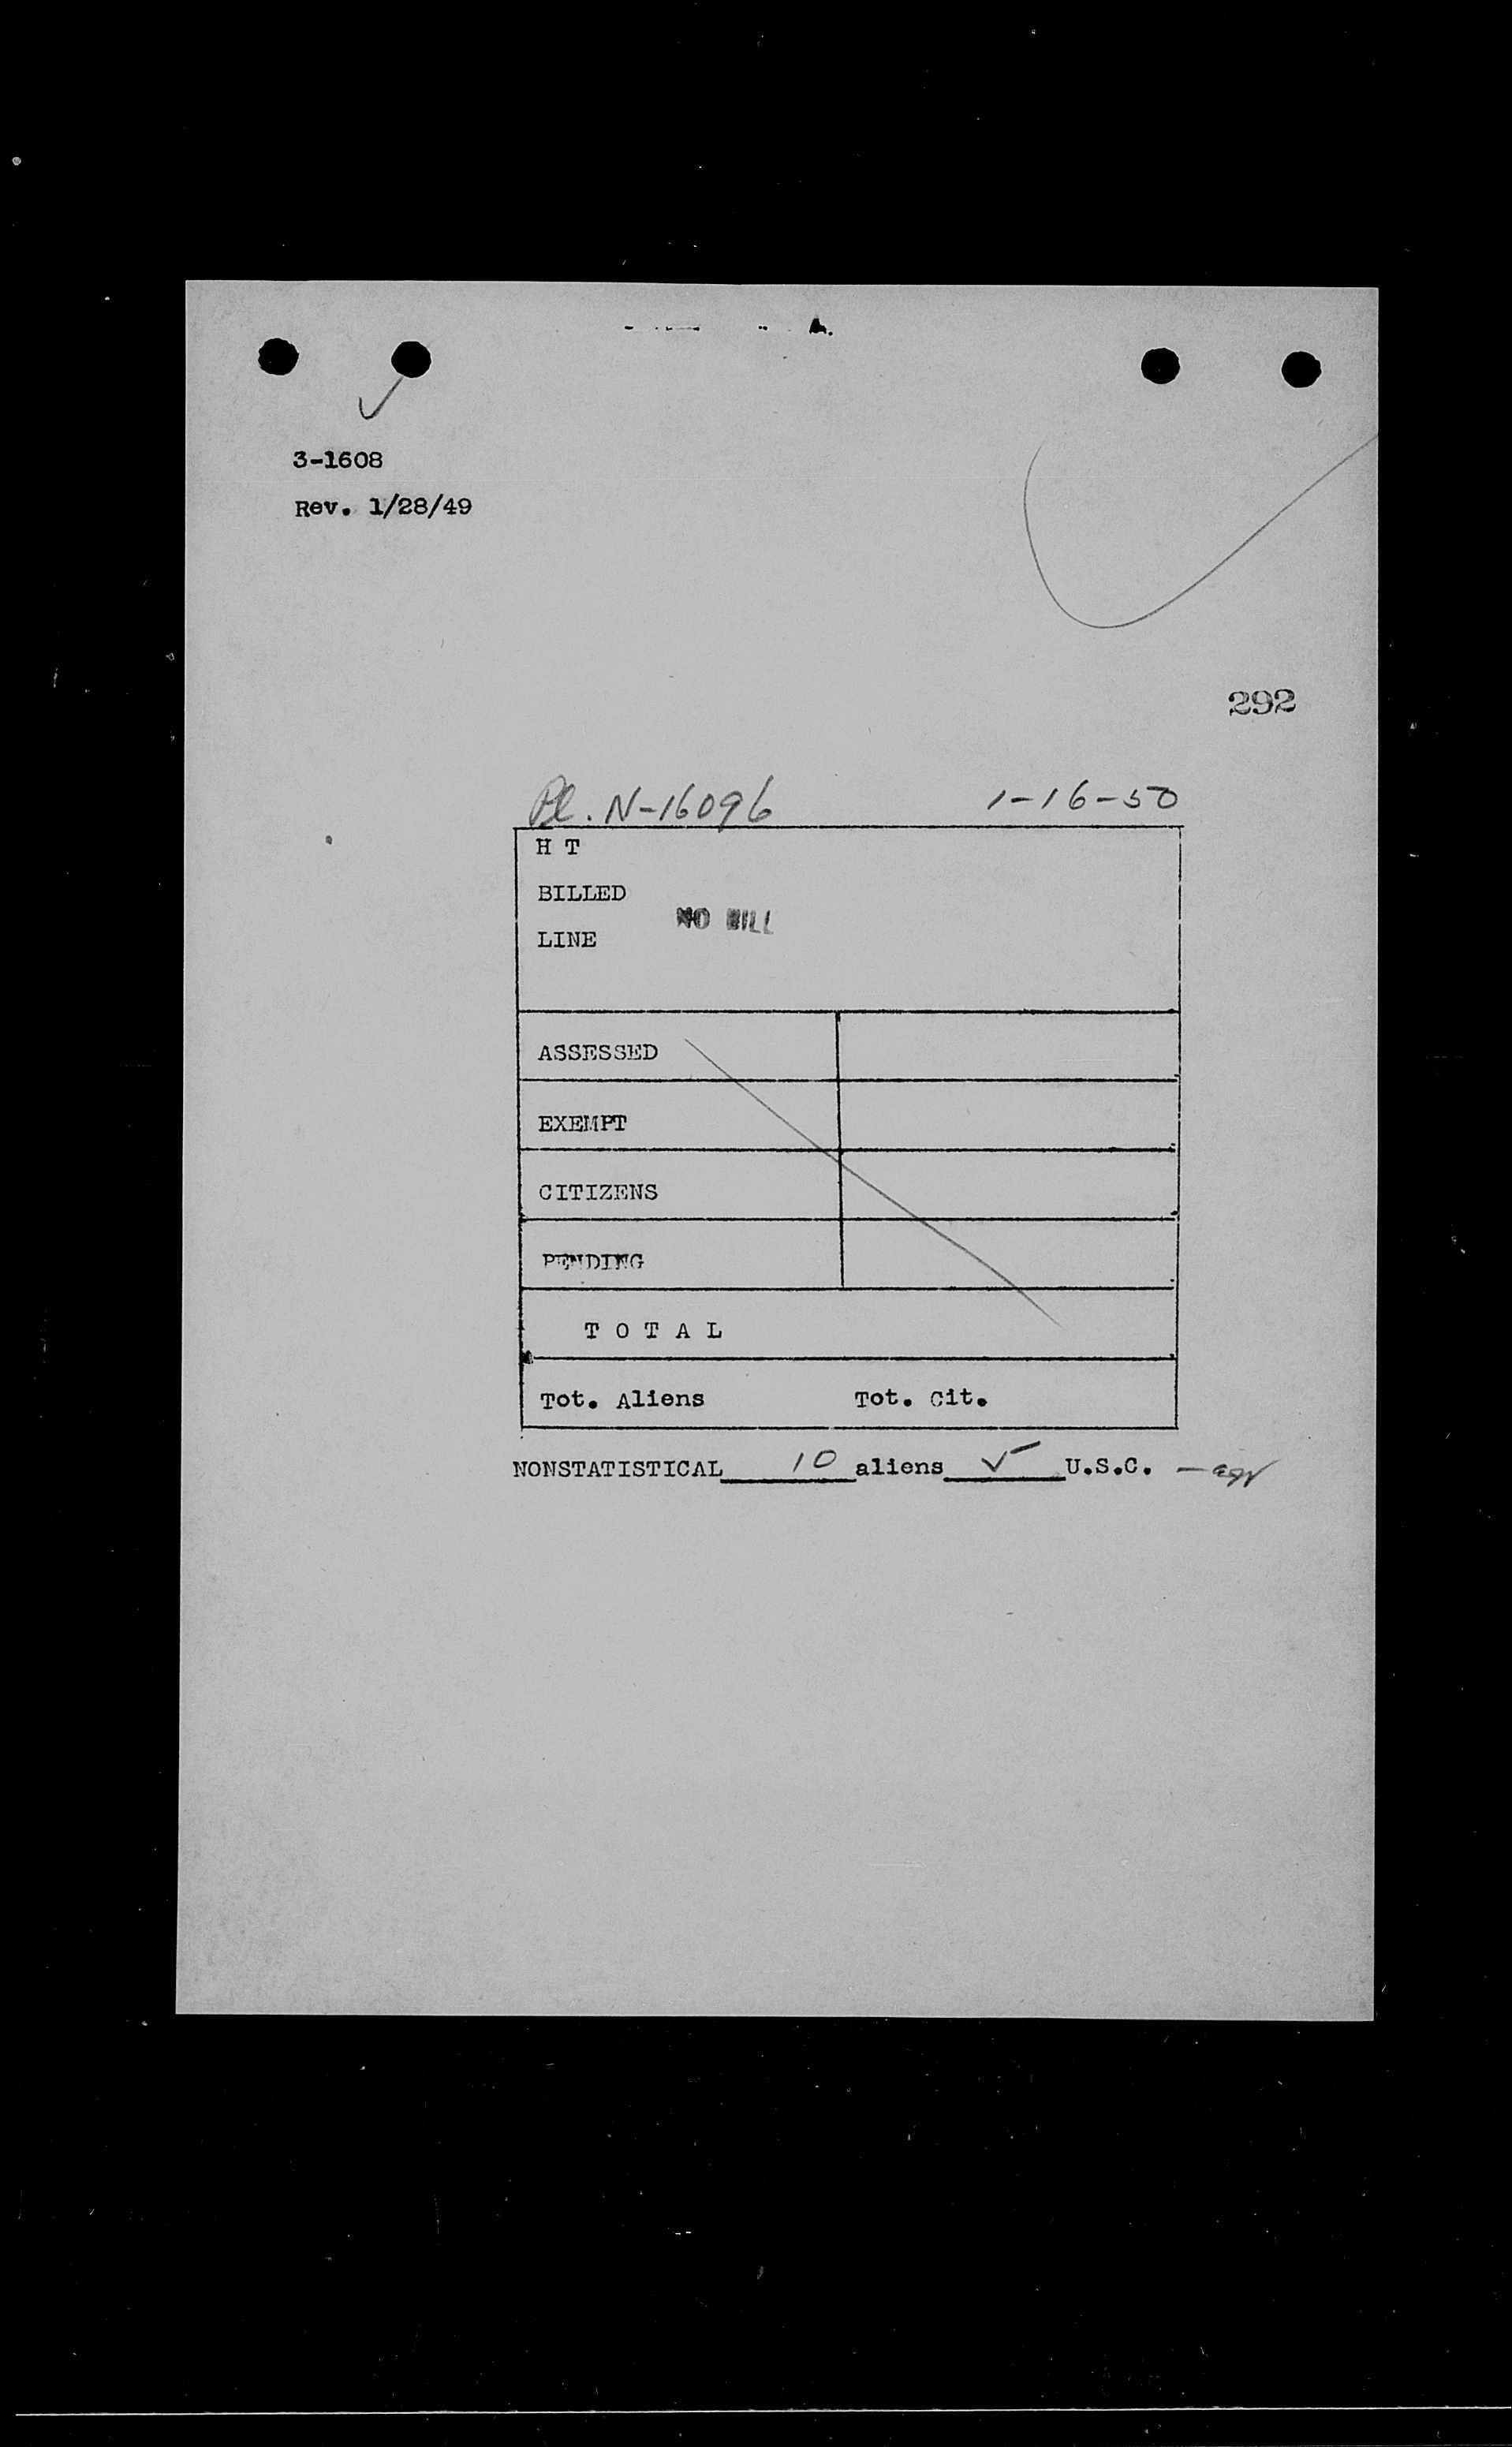 3-1608
Rev. 1/28/49
292
Pl. N-16096 1-16-50
H T
BILLED
NO BILL
LINE
ASSESSED
EXEMPT
CITIZENS
PENDING
T O T A L
Tot. Aliens Tot. Cit.
NONSTATISTICAL 10 aliens ✓ U.S.C.